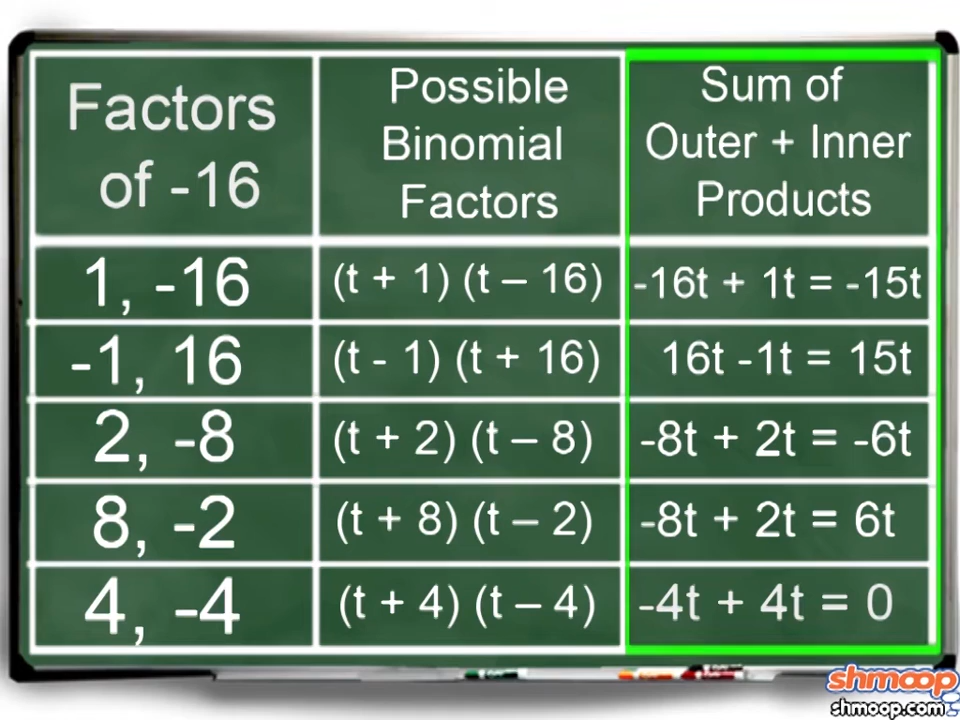 Factors
of -16
Possible
Binomial
Factors
Sum of
Outer + Inner
Products
1, -16
(t + 1) (t – 16)
-16t + 1t = -15t
-1, 16
(t - 1) (t + 16)
16t -1t = 15t
2, -8
(t + 2) (t – 8)
-8t + 2t = -6t
8, -2
(t + 8) (t – 2)
-8t + 2t = 6t
4, -4
(t + 4) (t – 4)
-4t + 4t = 0
shmoop
shmoop.com